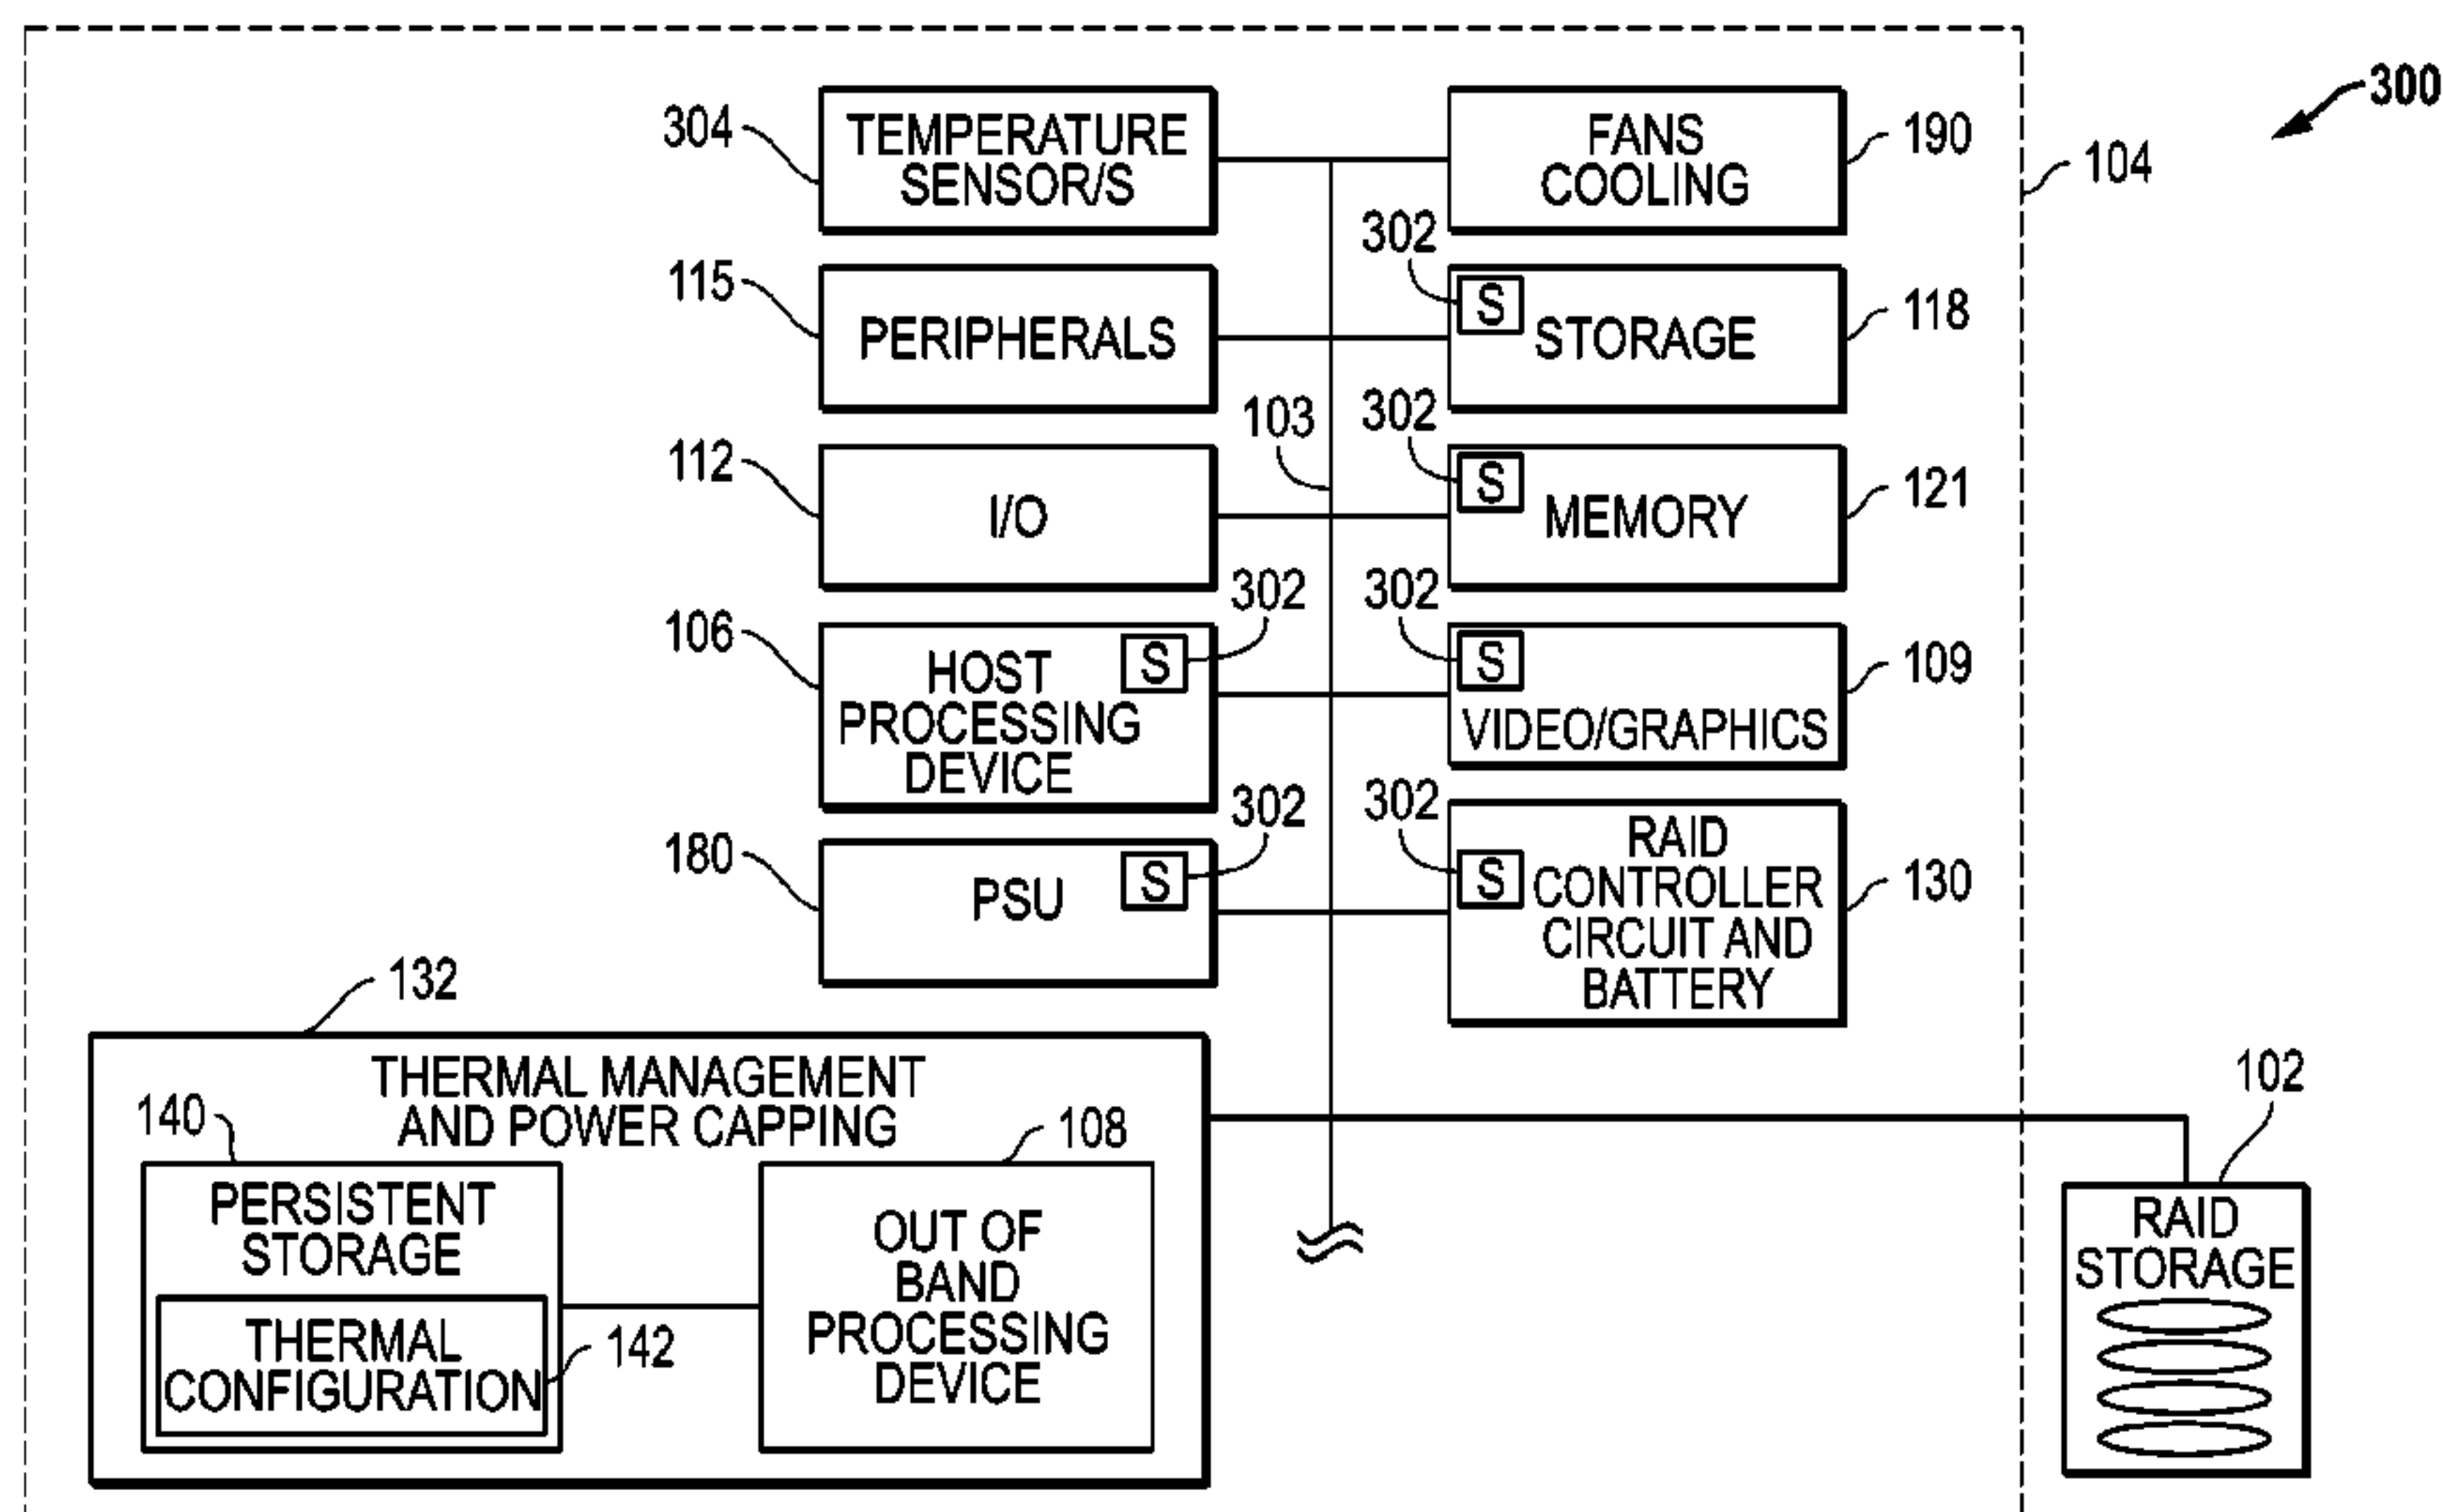 300
104
304
TEMPERATURE
SENSOR/S
FANS
COOLING
190
302
115
PERIPHERALS
S
STORAGE
118
103
302
112
I/O
S
MEMORY
121
302
302
106
HOST
PROCESSING
DEVICE
S
S
VIDEO/GRAPHICS
109
302
302
180
PSU
S
S
RAID
CONTROLLER
CIRCUIT AND
BATTERY
130
132
THERMAL MANAGEMENT
AND POWER CAPPING
140
PERSISTENT
STORAGE
THERMAL
CONFIGURATION
142
108
OUT OF
BAND
PROCESSING
DEVICE
102
RAID
STORAGE